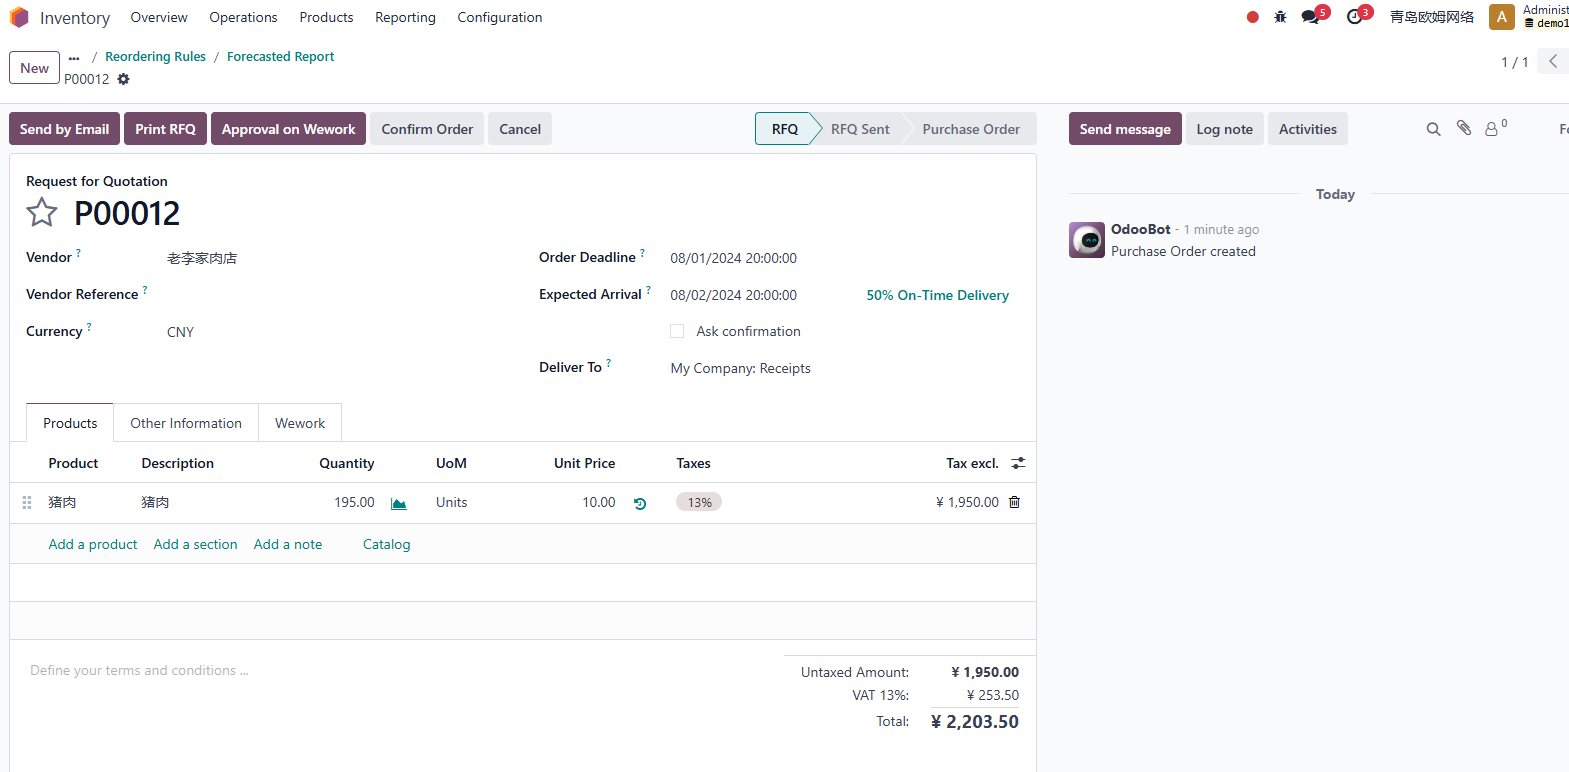 Inventory Overview Operations Products Reporting Configuration 5 3 青岛欧姆网络 A Administ
demo1
New ... / Reordering Rules / Forecasted Report
P00012
1 / 1
Send by Email Print RFQ Approval on Wework Confirm Order Cancel RFQ RFQ Sent Purchase Order Send message Log note Activities 0 Fo
Request for Quotation
P00012
Today
OdooBot - 1 minute ago
Purchase Order created
Vendor ? 老李家肉店 Order Deadline ? 08/01/2024 20:00:00
Vendor Reference ? Expected Arrival ? 08/02/2024 20:00:00 50% On-Time Delivery
Currency ? CNY Ask confirmation
Deliver To ? My Company: Receipts
Products Other Information Wework
Product Description Quantity UoM Unit Price Taxes Tax excl.
猪肉 猪肉 195.00 Units 10.00 13% ¥ 1,950.00
Add a product Add a section Add a note Catalog
Define your terms and conditions ...
Untaxed Amount: ¥ 1,950.00
VAT 13%: ¥ 253.50
Total: ¥ 2,203.50